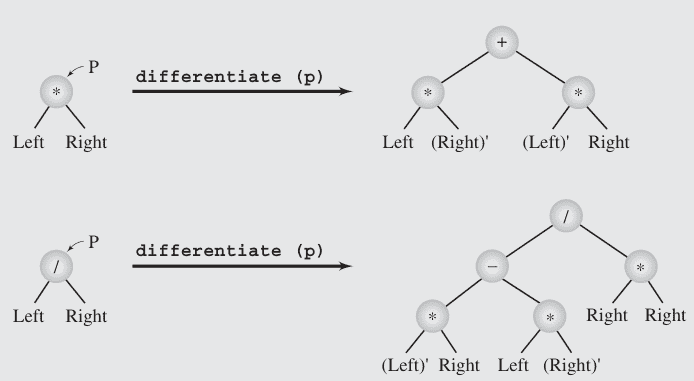 +
P
differentiate (p)
* * *
Left Right Left (Right)' (Left)' Right
/
P
differentiate (p)
/ − *
Left Right * * Right Right
(Left)' Right Left (Right)'